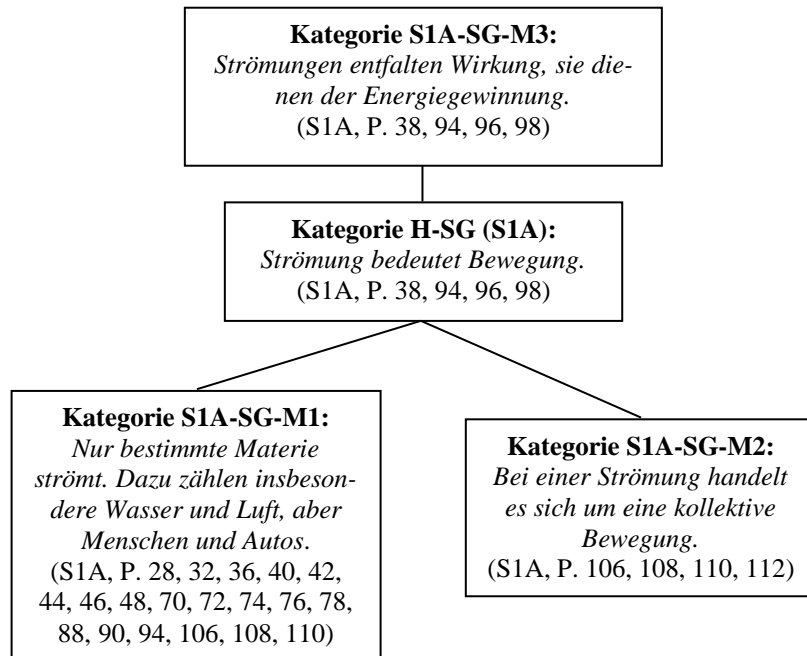 Kategorie S1A-SG-M3:
Strömungen entfalten Wirkung, sie die-
nen der Energiegewinnung.
(S1A, P. 38, 94, 96, 98)
Kategorie H-SG (S1A):
Strömung bedeutet Bewegung.
(S1A, P. 38, 94, 96, 98)
Kategorie S1A-SG-M1:
Nur bestimmte Materie
strömt. Dazu zählen insbeson-
dere Wasser und Luft, aber
Menschen und Autos.
(S1A, P. 28, 32, 36, 40, 42,
44, 46, 48, 70, 72, 74, 76, 78,
88, 90, 94, 106, 108, 110)
Kategorie S1A-SG-M2:
Bei einer Strömung handelt
es sich um eine kollektive
Bewegung.
(S1A, P. 106, 108, 110, 112)